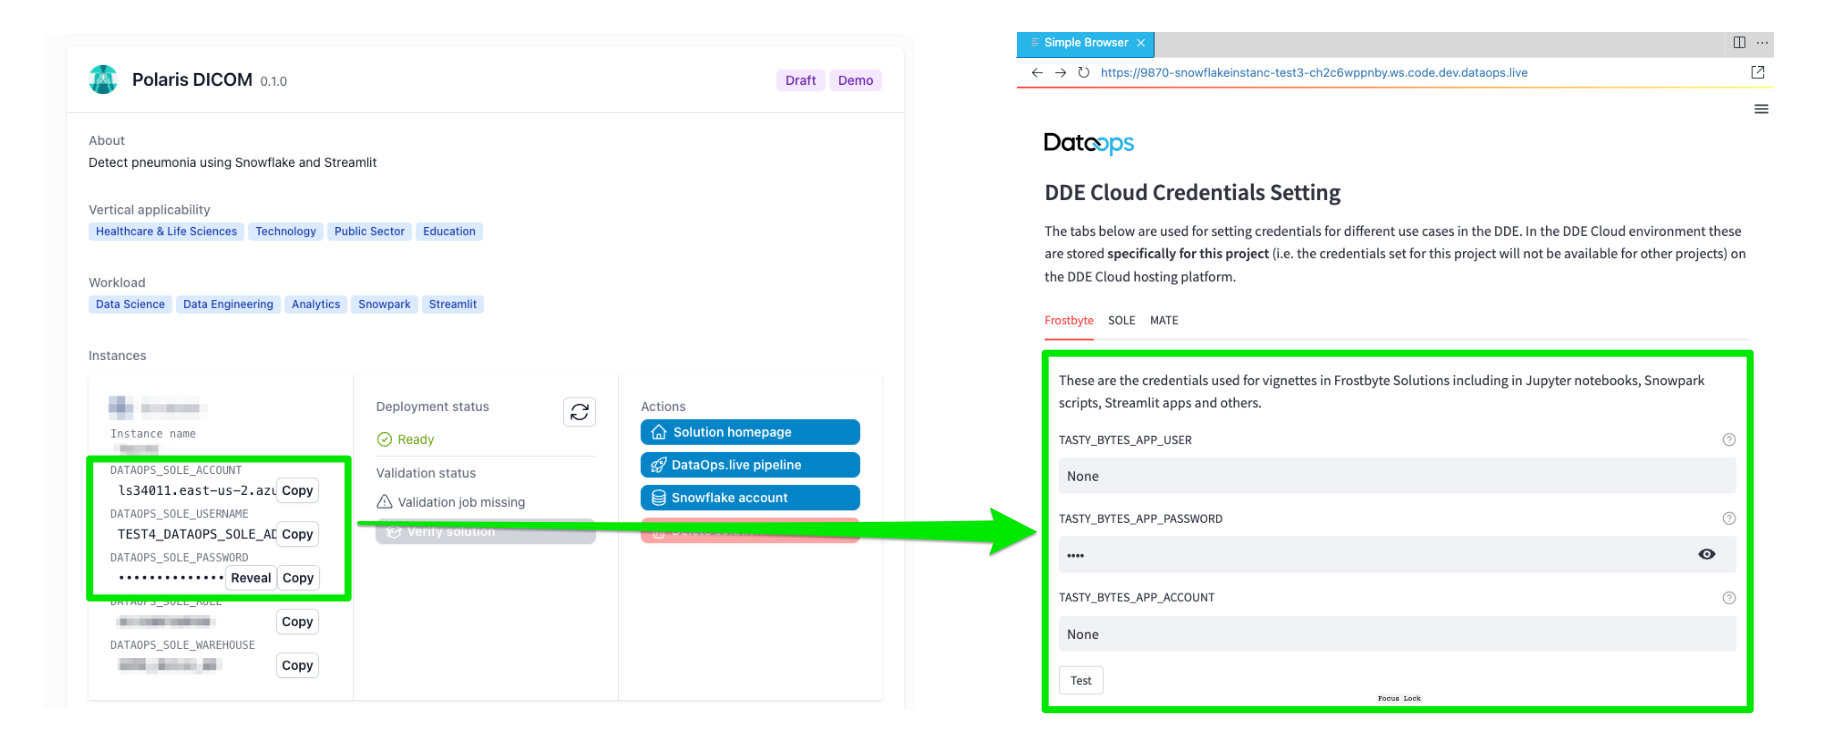 Polaris DICOM 0.1.0
Draft Demo
About
Detect pneumonia using Snowflake and Streamlit
Vertical applicability
Healthcare & Life Sciences Technology Public Sector Education
Workload
Data Science Data Engineering Analytics Snowpark Streamlit
Instances
Instance name
DATAOPS_SOLE_ACCOUNT
ls34011.east-us-2.azu Copy
DATAOPS_SOLE_USERNAME
TEST4_DATAOPS_SOLE_AD Copy
DATAOPS_SOLE_PASSWORD
•••••••••••••• Reveal Copy
DATAOPS_SOLE_ROLE
Copy
DATAOPS_SOLE_WAREHOUSE
Copy
Deployment status
Ready
Validation status
Validation job missing
Verify solution
Actions
Solution homepage
DataOps.live pipeline
Snowflake account
Simple Browser
https://9870-snowflakeinstanc-test3-ch2c6wppnby.ws.code.dev.dataops.live
Dataops
DDE Cloud Credentials Setting
The tabs below are used for setting credentials for different use cases in the DDE. In the DDE Cloud environment these
are stored specifically for this project (i.e. the credentials set for this project will not be available for other projects) on
the DDE Cloud hosting platform.
Frostbyte SOLE MATE
These are the credentials used for vignettes in Frostbyte Solutions including in Jupyter notebooks, Snowpark
scripts, Streamlit apps and others.
TASTY_BYTES_APP_USER
None
TASTY_BYTES_APP_PASSWORD
••••
TASTY_BYTES_APP_ACCOUNT
None
Test
Focus Lock